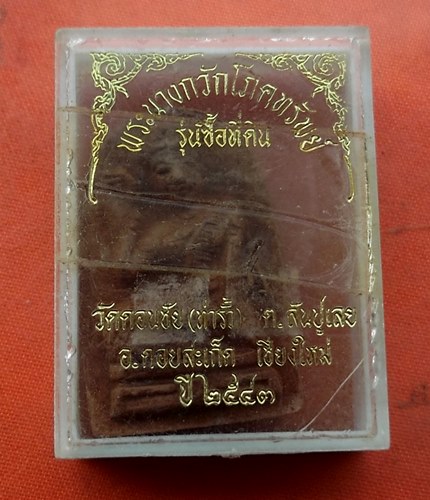 พระนางกวักโภคทรัพย์
รุ่นซื้อที่ดิน
วัดดอนชัย (ท่ารั้ว) ต. สันปูเลย
อ. ดอยสะเก็ด เชียงใหม่
ปี ๒๕๔๓